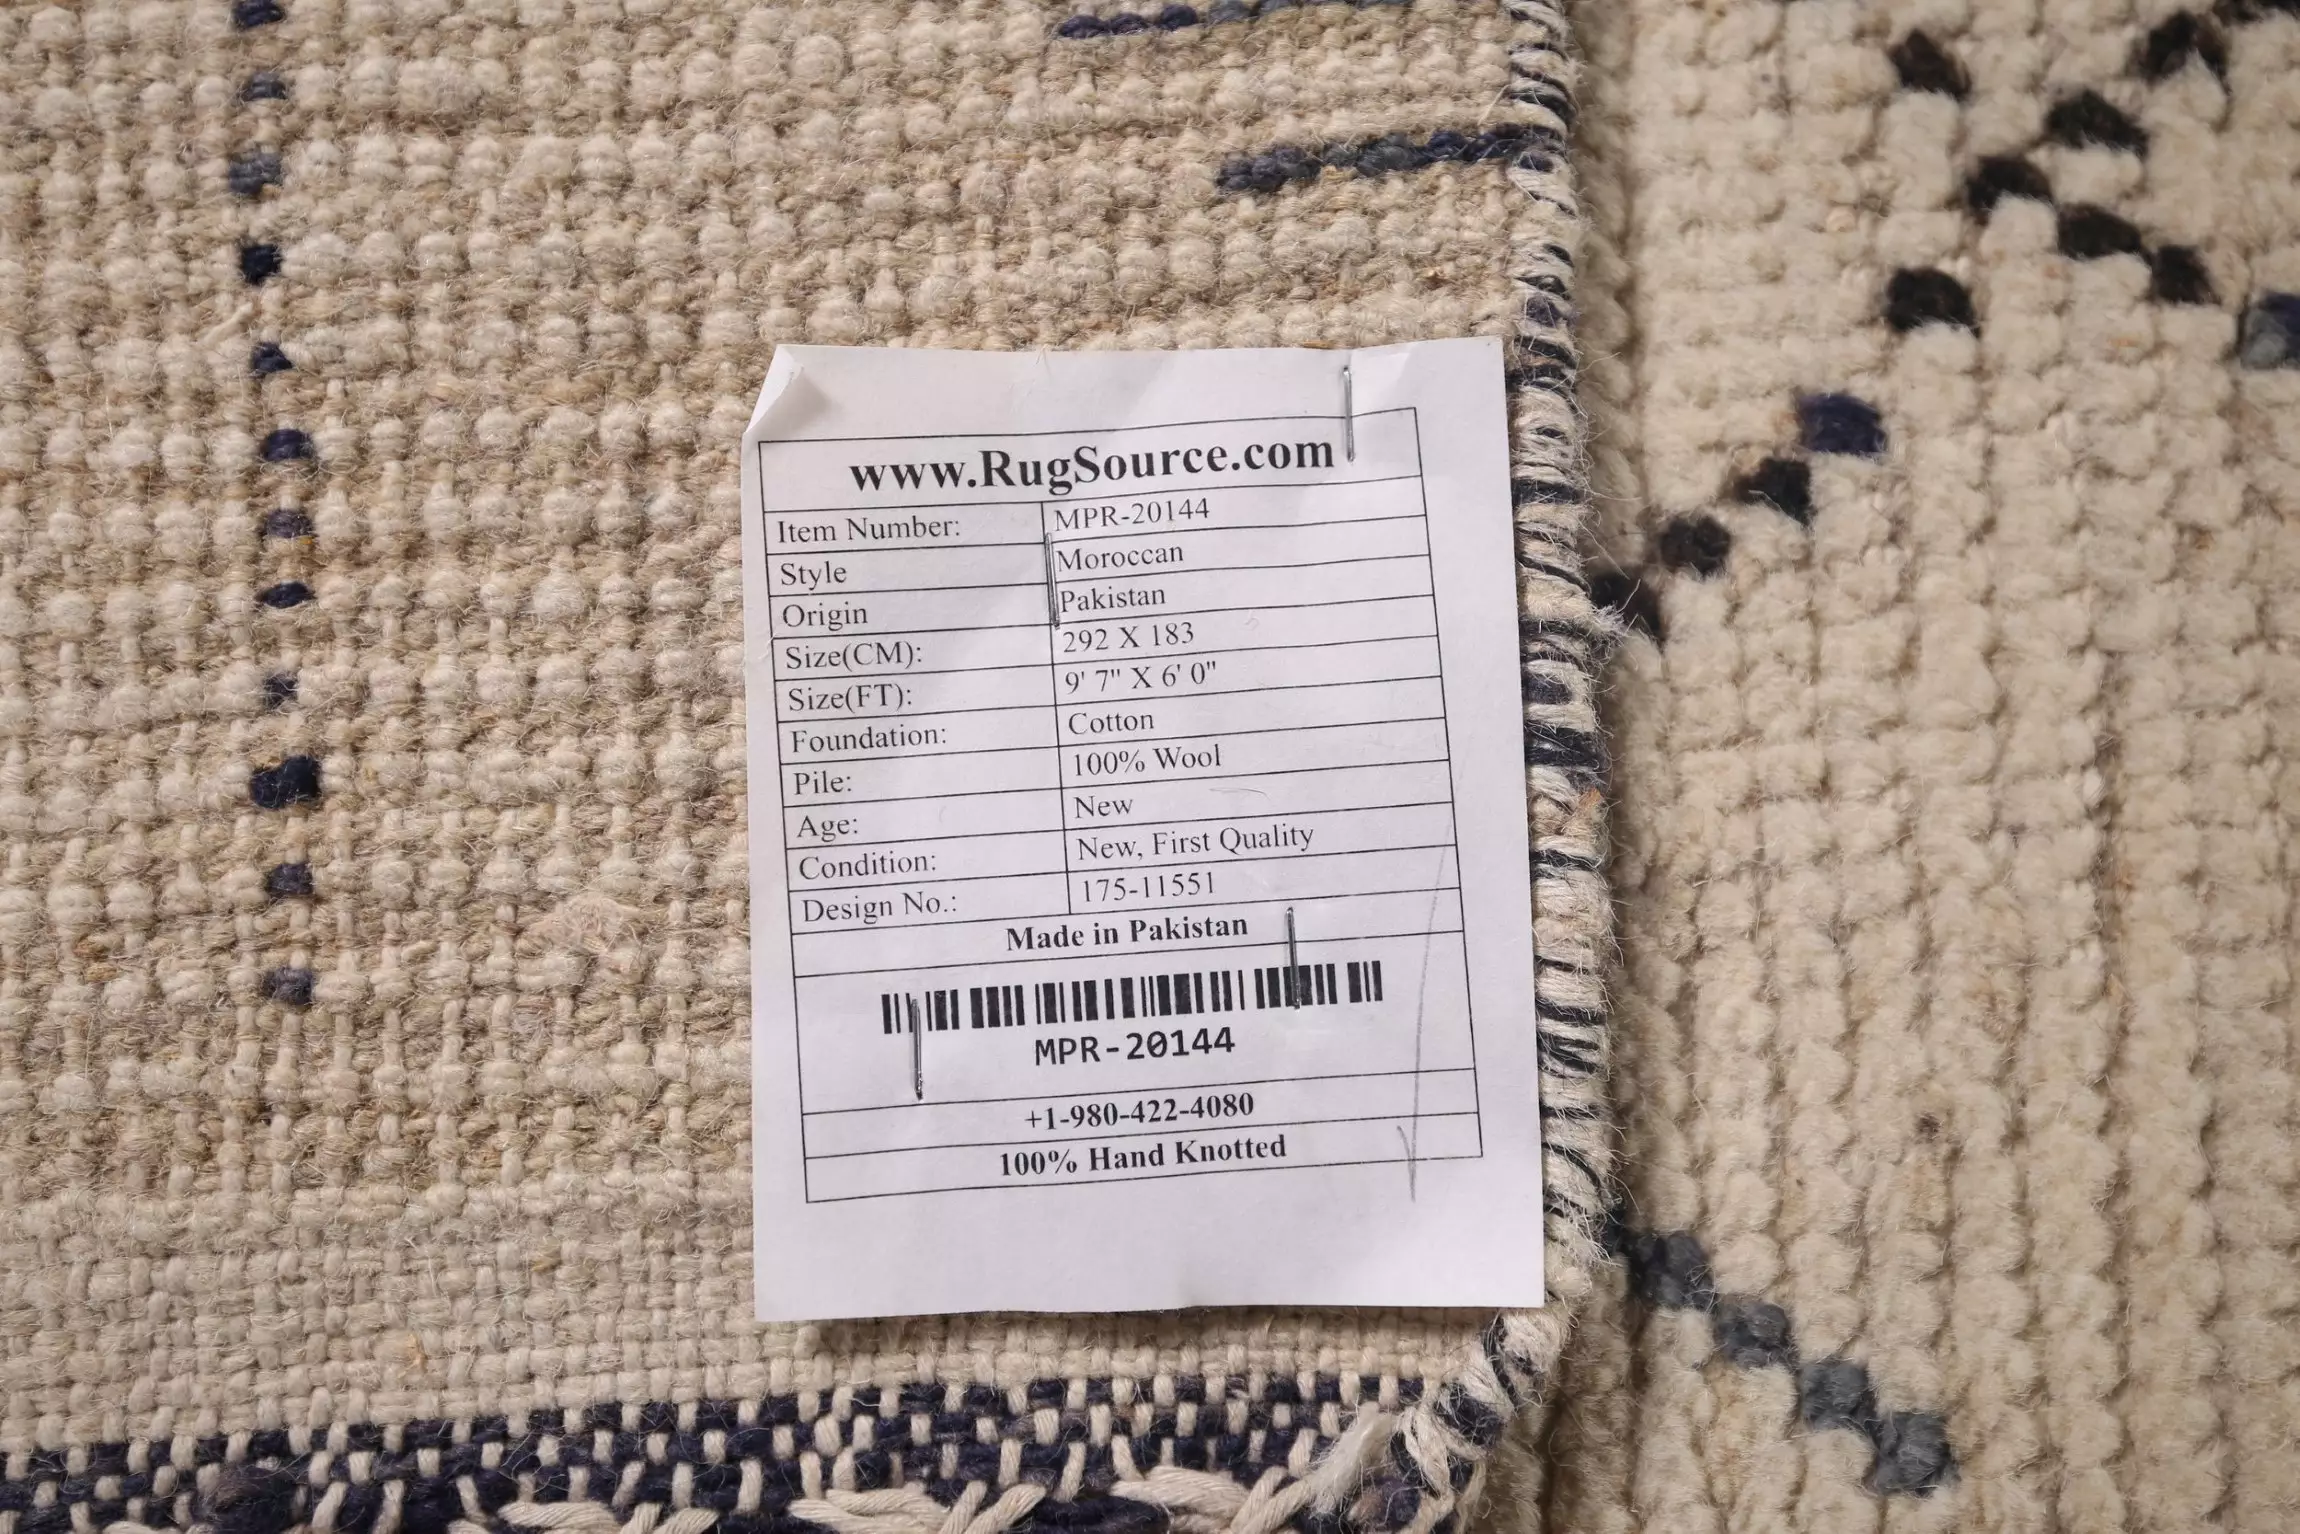 www.RugSource.com
Item Number: MPR-20144
Style Moroccan
Origin Pakistan
Size(CM): 292 X 183
Size(FT): 9' 7" X 6' 0"
Foundation: Cotton
Pile: 100% Wool
Age: New
Condition: New, First Quality
Design No.: 175-11551
Made in Pakistan
MPR-20144
+1-980-422-4080
100% Hand Knotted